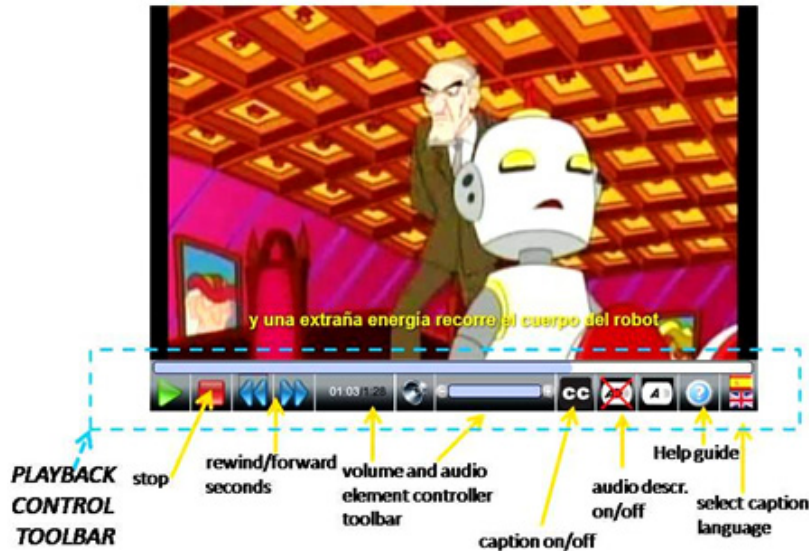 y una extraña energía recorre el cuerpo del robot
01:03/1:28
CC
A
Help guide
PLAYBACK
CONTROL
TOOLBAR
stop
rewind/forward
seconds
volume and audio
element controller
toolbar
caption on/off
audio descr.
on/off
select caption
language